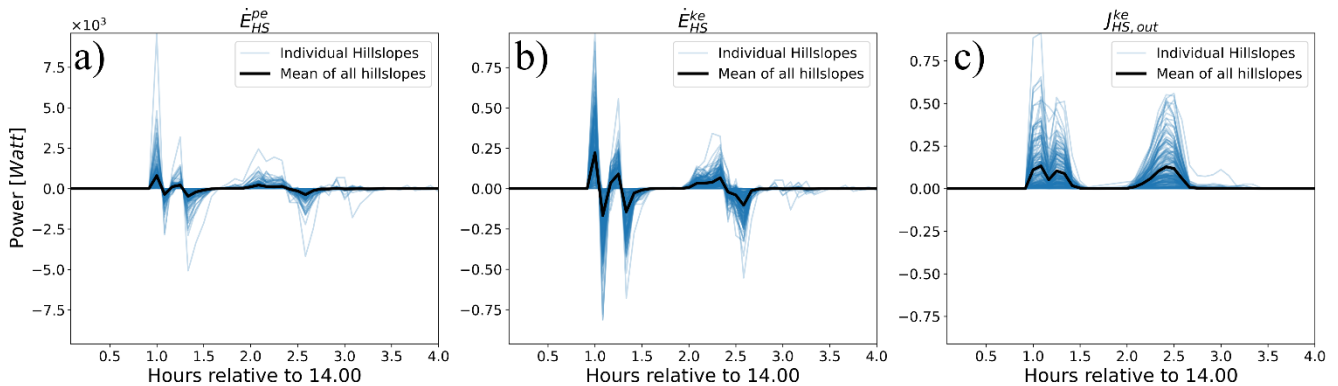 Ė^{pe}_{HS}
×10³
a)
Individual Hillslopes
Mean of all hillslopes
Power [Watt]
7.5
5.0
2.5
0.0
−2.5
−5.0
−7.5
0.5 1.0 1.5 2.0 2.5 3.0 3.5 4.0
Hours relative to 14.00
Ė^{ke}_{HS}
b)
Individual Hillslopes
Mean of all hillslopes
0.75
0.50
0.25
0.00
−0.25
−0.50
−0.75
0.5 1.0 1.5 2.0 2.5 3.0 3.5 4.0
Hours relative to 14.00
J^{ke}_{HS, out}
c)
Individual Hillslopes
Mean of all hillslopes
0.75
0.50
0.25
0.00
−0.25
−0.50
−0.75
0.5 1.0 1.5 2.0 2.5 3.0 3.5 4.0
Hours relative to 14.00